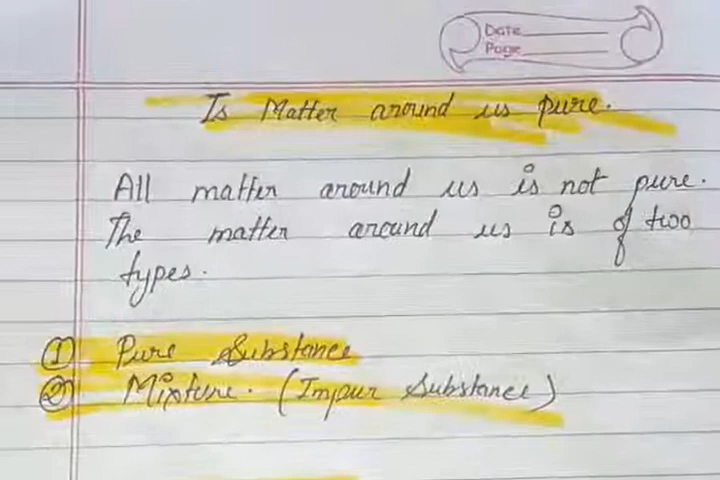 Date
Page
Is Matter around us pure.
All matter around us is not pure.
The matter around us is of two
types.
① Pure Substance
② Mixture. (Impur Substance)